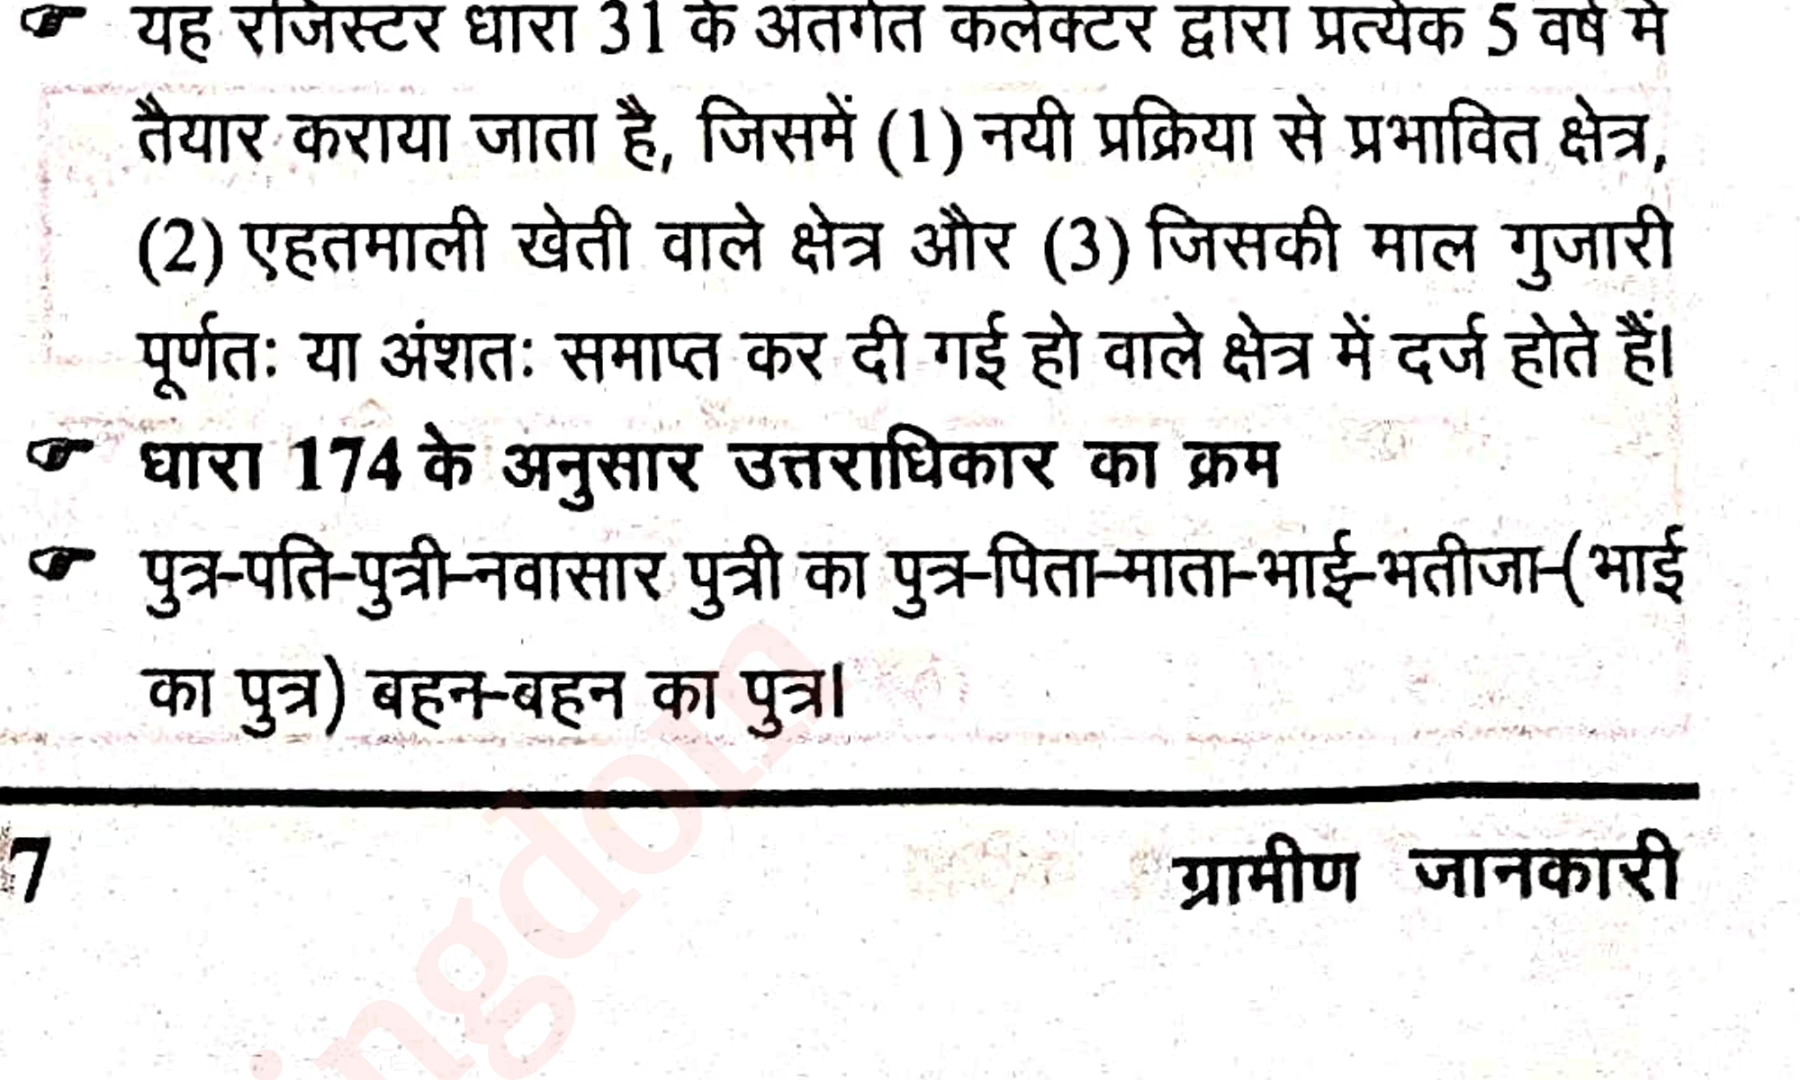 ☞ यह रजिस्टर धारा 31 के अंतर्गत कलेक्टर द्वारा प्रत्येक 5 वर्ष में
तैयार कराया जाता है, जिसमें (1) नयी प्रक्रिया से प्रभावित क्षेत्र,
(2) एहतमाली खेती वाले क्षेत्र और (3) जिसकी माल गुजारी
पूर्णतः या अंशतः समाप्त कर दी गई हो वाले क्षेत्र में दर्ज होते हैं।
☞ धारा 174 के अनुसार उत्तराधिकार का क्रम
☞ पुत्र-पति-पुत्री-नवासार पुत्री का पुत्र-पिता-माता-भाई-भतीजा-(भाई
का पुत्र) बहन-बहन का पुत्र।
7 ग्रामीण जानकारी
ingdom